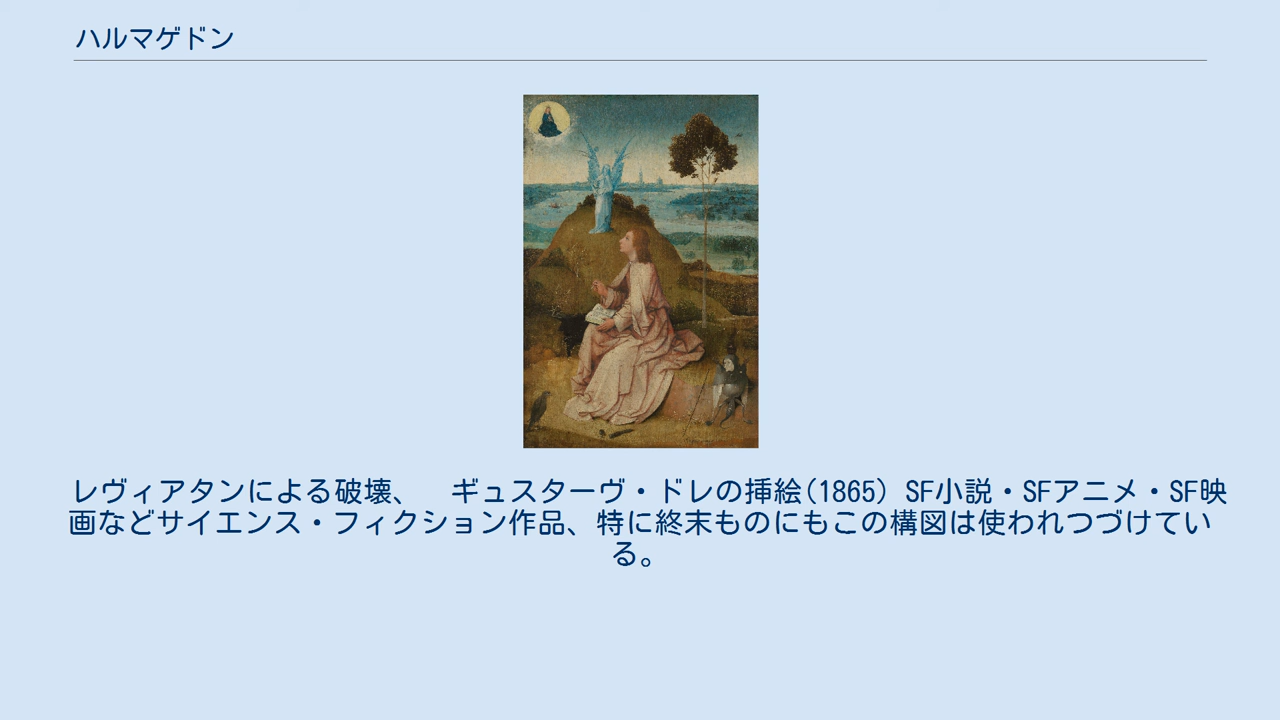 ハルマゲドン
レヴィアタンによる破壊、　ギュスターヴ・ドレの挿絵(1865) SF小説・SFアニメ・SF映
画などサイエンス・フィクション作品、特に終末ものにもこの構図は使われつづけてい
る。